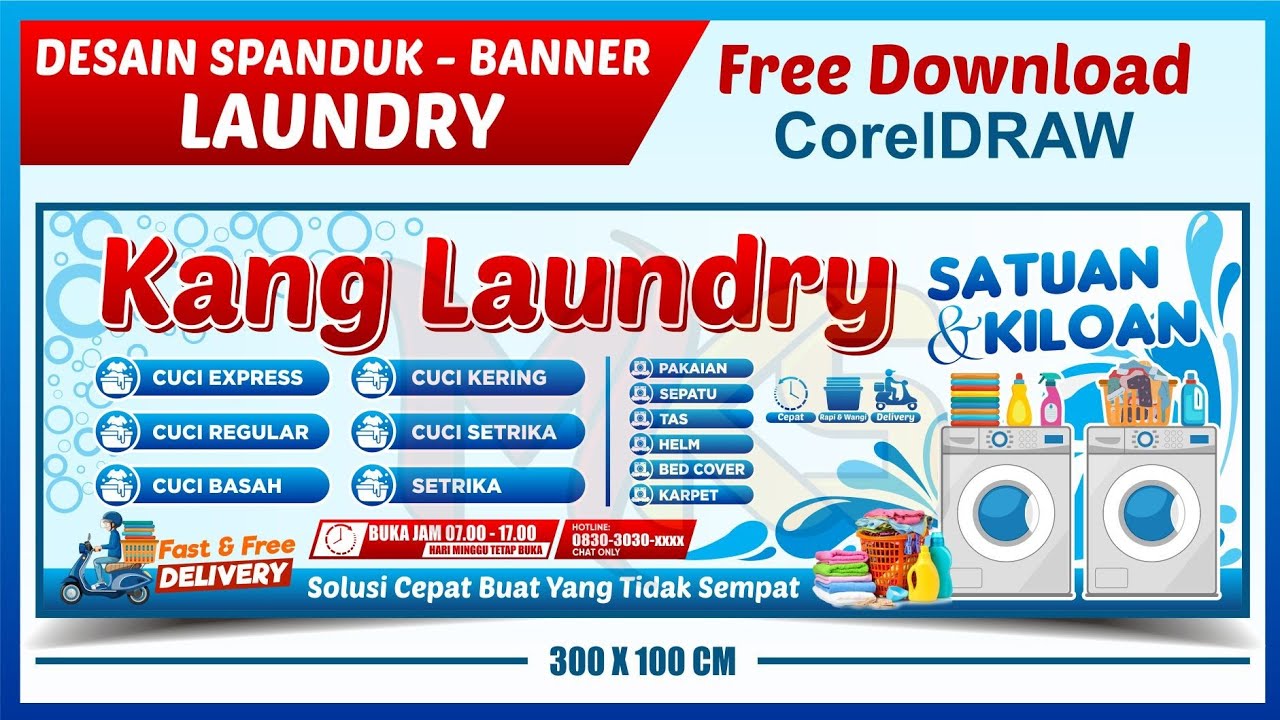 DESAIN SPANDUK - BANNER
LAUNDRY
Free Download
CorelDRAW
Kang Laundry
SATUAN
& KILOAN
CUCI EXPRESS
CUCI REGULAR
CUCI BASAH
CUCI KERING
CUCI SETRIKA
SETRIKA
PAKAIAN
SEPATU
TAS
HELM
BED COVER
KARPET
Cepat
Rapi & Wangi
Delivery
Fast & Free
DELIVERY
BUKA JAM 07.00 - 17.00
HARI MINGGU TETAP BUKA
HOTLINE:
0830-3030-xxxx
CHAT ONLY
Solusi Cepat Buat Yang Tidak Sempat
MKS
300 X 100 CM